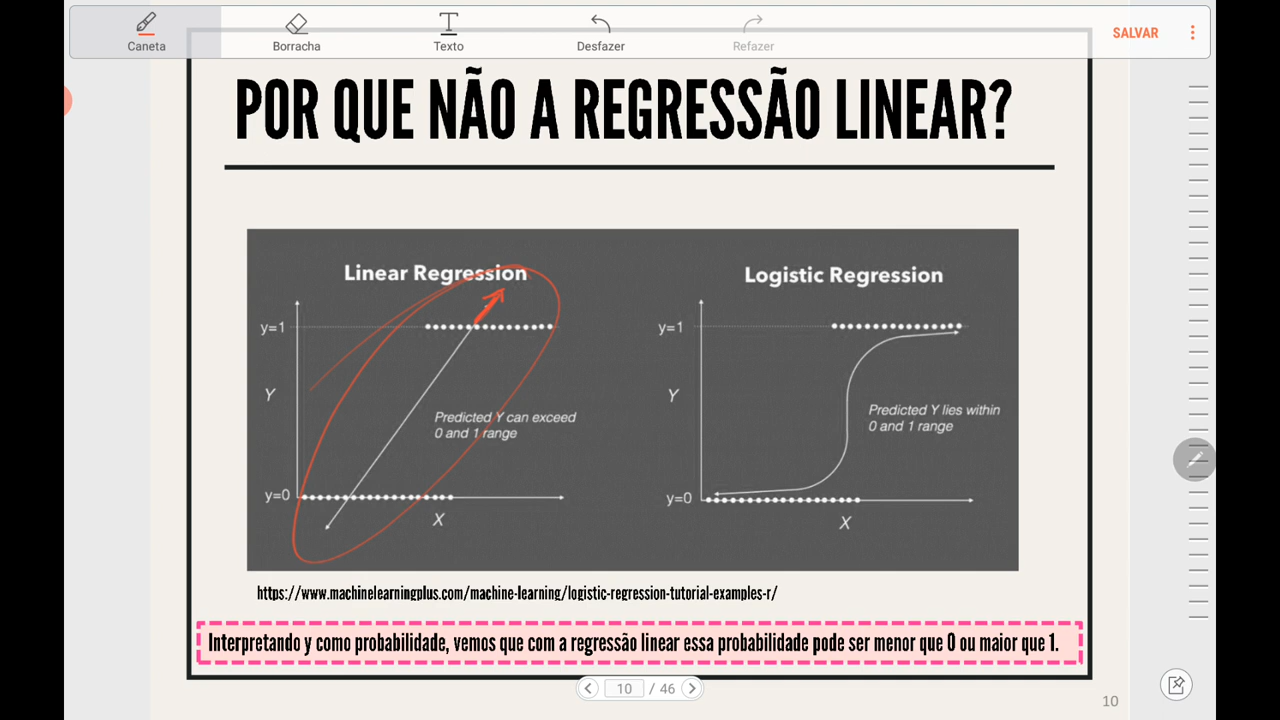 Caneta
Borracha
Texto
Desfazer
Refazer
SALVAR
POR QUE NÃO A REGRESSÃO LINEAR?
Linear Regression
y=1
Y
Predicted Y can exceed
0 and 1 range
y=0
X
Logistic Regression
y=1
Y
Predicted Y lies within
0 and 1 range
y=0
X
https://www.machinelearningplus.com/machine-learning/logistic-regression-tutorial-examples-r/
Interpretando y como probabilidade, vemos que com a regressão linear essa probabilidade pode ser menor que 0 ou maior que 1.
10 / 46
10